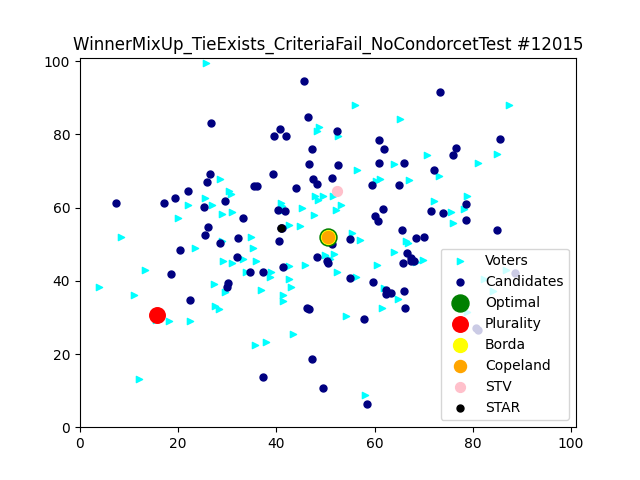 WinnerMixUp_TieExists_CriteriaFail_NoCondorcetTest #12015
100
80
60
40
20
0
0 20 40 60 80 100
Voters
Candidates
Optimal
Plurality
Borda
Copeland
STV
STAR